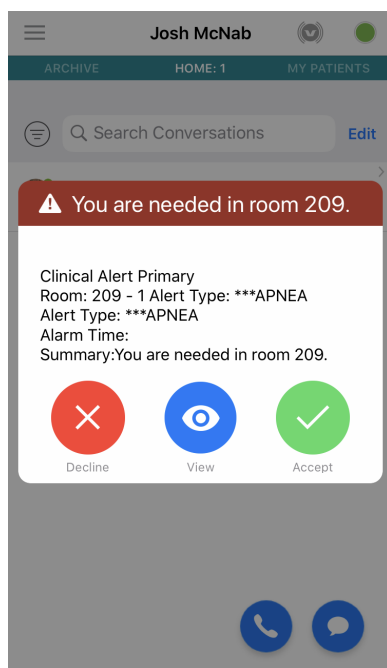 Josh McNab
ARCHIVE HOME: 1 MY PATIENTS
Search Conversations Edit
You are needed in room 209.
Clinical Alert Primary
Room: 209 - 1 Alert Type: ***APNEA
Alert Type: ***APNEA
Alarm Time:
Summary:You are needed in room 209.
Decline View Accept